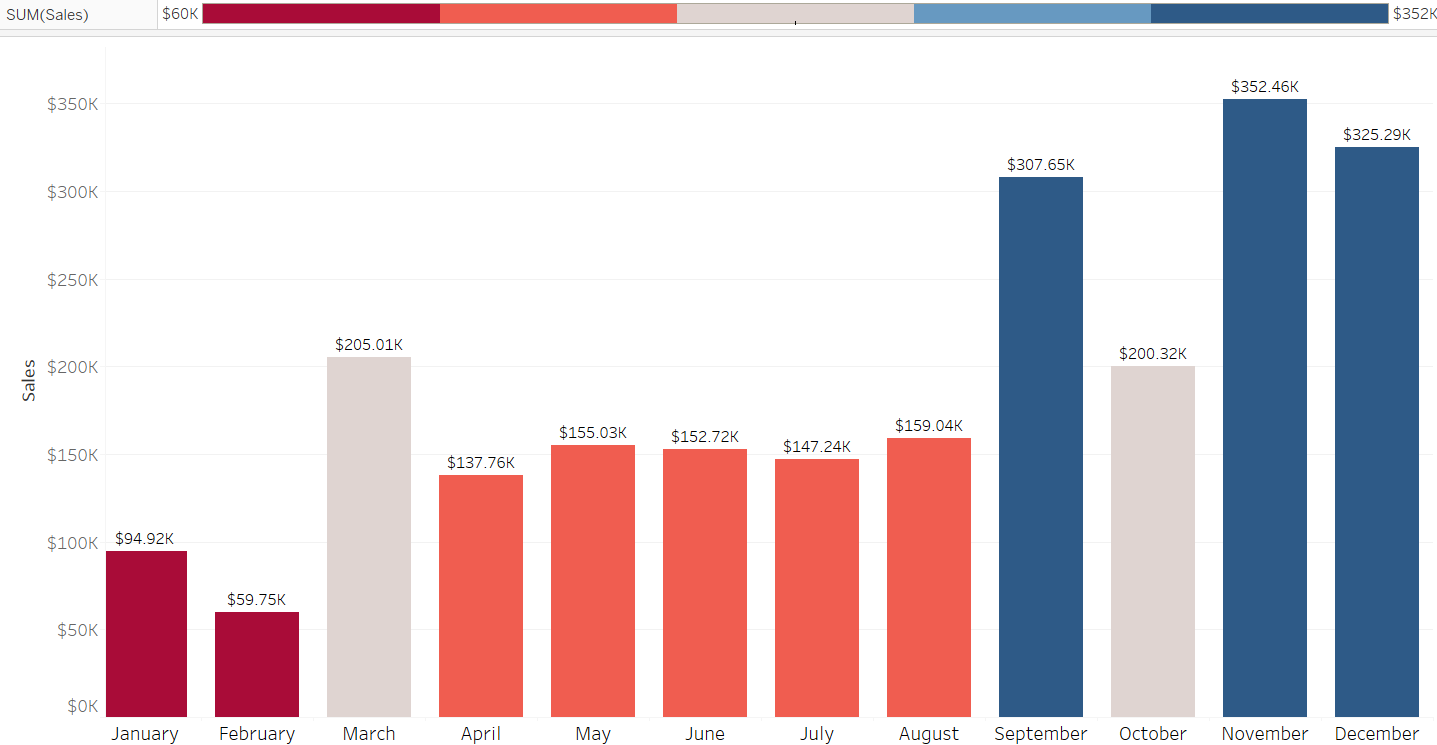 SUM(Sales) $60K $352K
$352.46K
$350K
$325.29K
$307.65K
$300K
$250K
$205.01K
$200.32K
Sales
$200K
$159.04K
$155.03K
$152.72K
$147.24K
$137.76K
$150K
$94.92K
$100K
$59.75K
$50K
$0K
January February March April May June July August September October November December